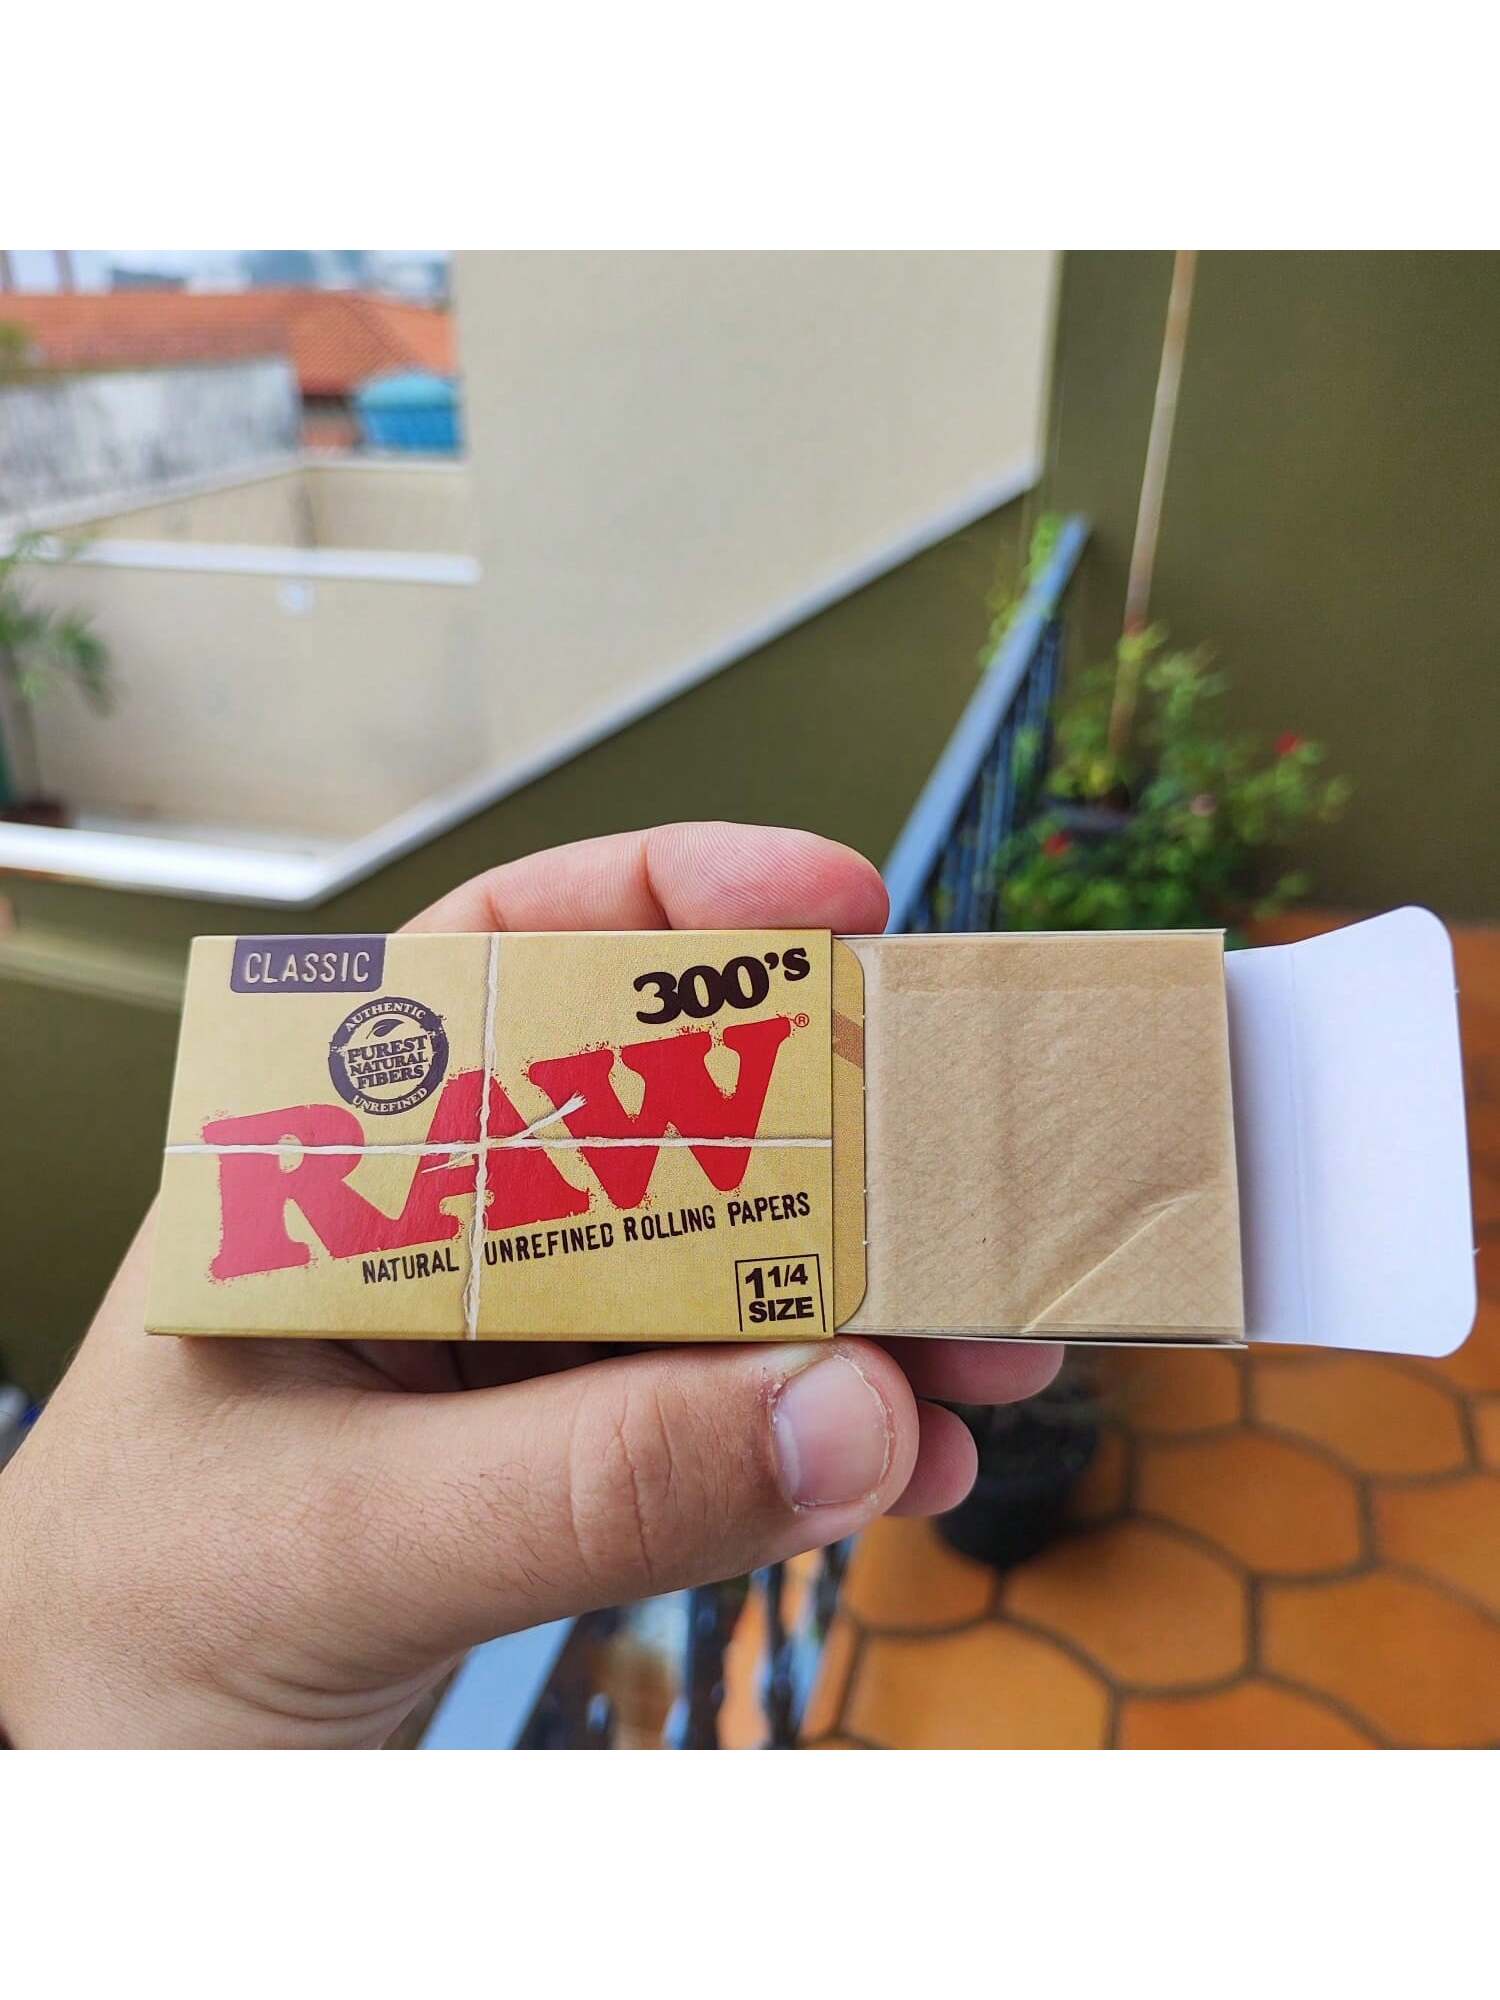 CLASSIC
300's
AUTHENTIC
PUREST
NATURAL
FIBERS
UNREFINED
RAW®
NATURAL UNREFINED ROLLING PAPERS
1 1/4
SIZE